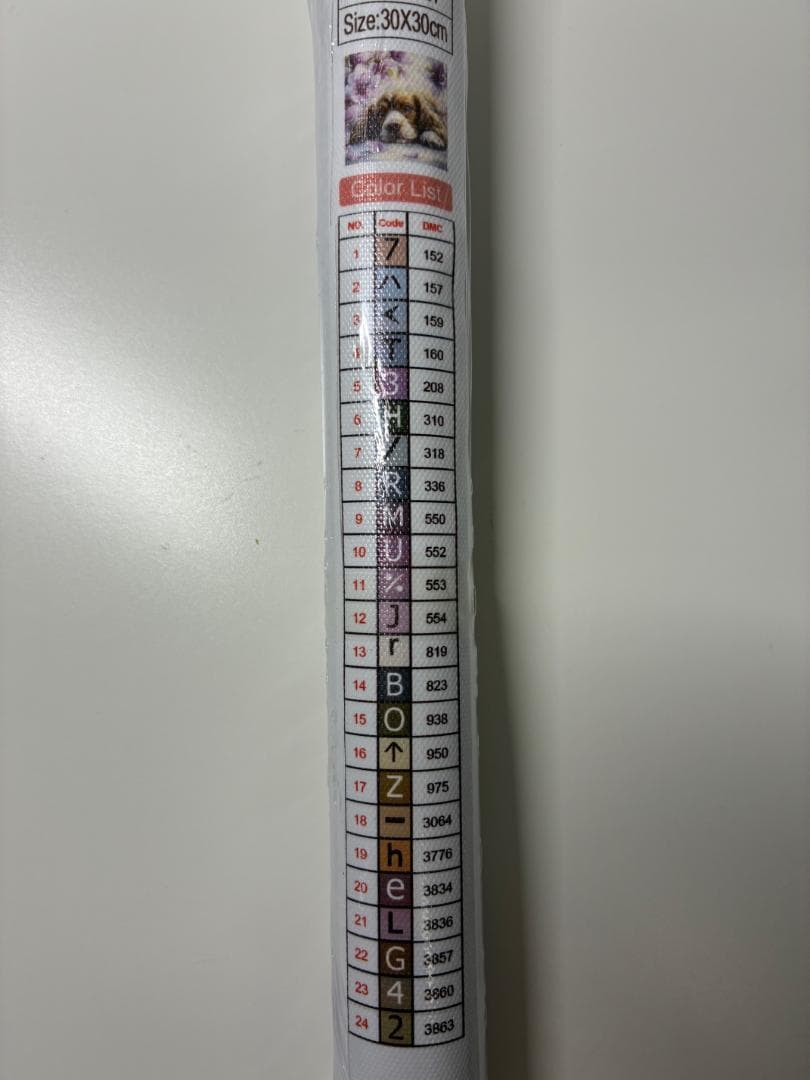 Size:30X30cm
Color List
NO. Code DMC
1 7 152
2 ^ 157
3 < 159
4 T 160
5 8 208
6 H 310
7 / 318
8 R 336
9 M 550
10 U 552
11 % 553
12 J 554
13 r 819
14 B 823
15 O 938
16 ↑ 950
17 Z 975
18 – 3064
19 h 3776
20 e 3834
21 L 3836
22 G 3857
23 4 3860
24 2 3863